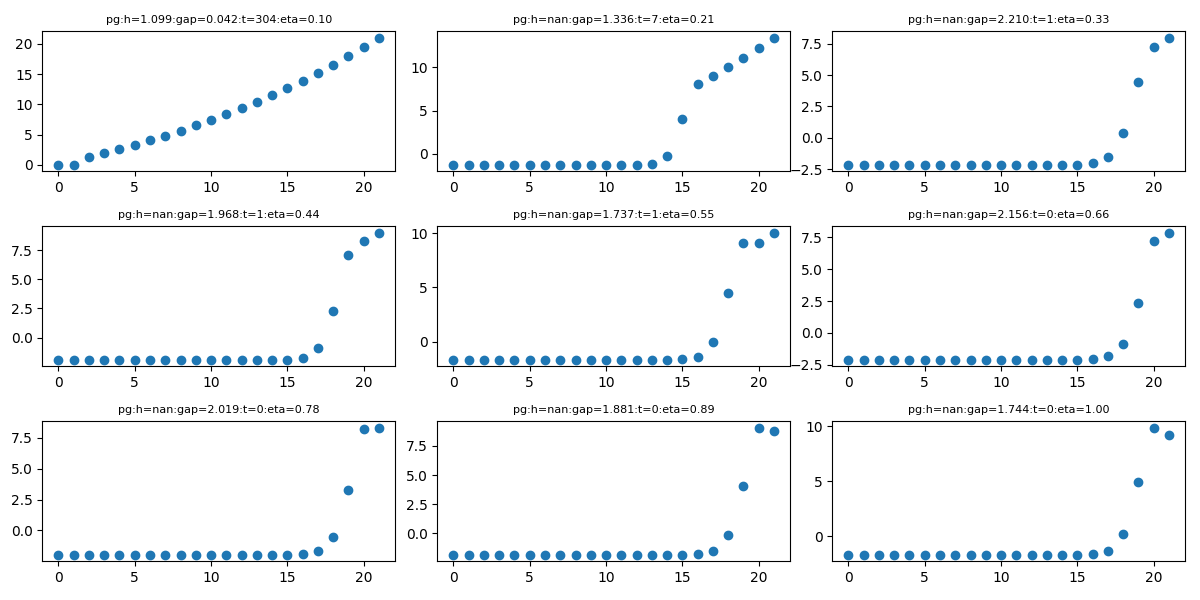 pg:h=1.099:gap=0.042:t=304:eta=0.10
pg:h=nan:gap=1.336:t=7:eta=0.21
pg:h=nan:gap=2.210:t=1:eta=0.33
20
15
10
5
0
0 5 10 15 20
10
5
0
0 5 10 15 20
7.5
5.0
2.5
0.0
−2.5
0 5 10 15 20
pg:h=nan:gap=1.968:t=1:eta=0.44
pg:h=nan:gap=1.737:t=1:eta=0.55
pg:h=nan:gap=2.156:t=0:eta=0.66
7.5
5.0
2.5
0.0
0 5 10 15 20
10
5
0
0 5 10 15 20
7.5
5.0
2.5
0.0
−2.5
0 5 10 15 20
pg:h=nan:gap=2.019:t=0:eta=0.78
pg:h=nan:gap=1.881:t=0:eta=0.89
pg:h=nan:gap=1.744:t=0:eta=1.00
7.5
5.0
2.5
0.0
0 5 10 15 20
7.5
5.0
2.5
0.0
0 5 10 15 20
10
5
0
0 5 10 15 20